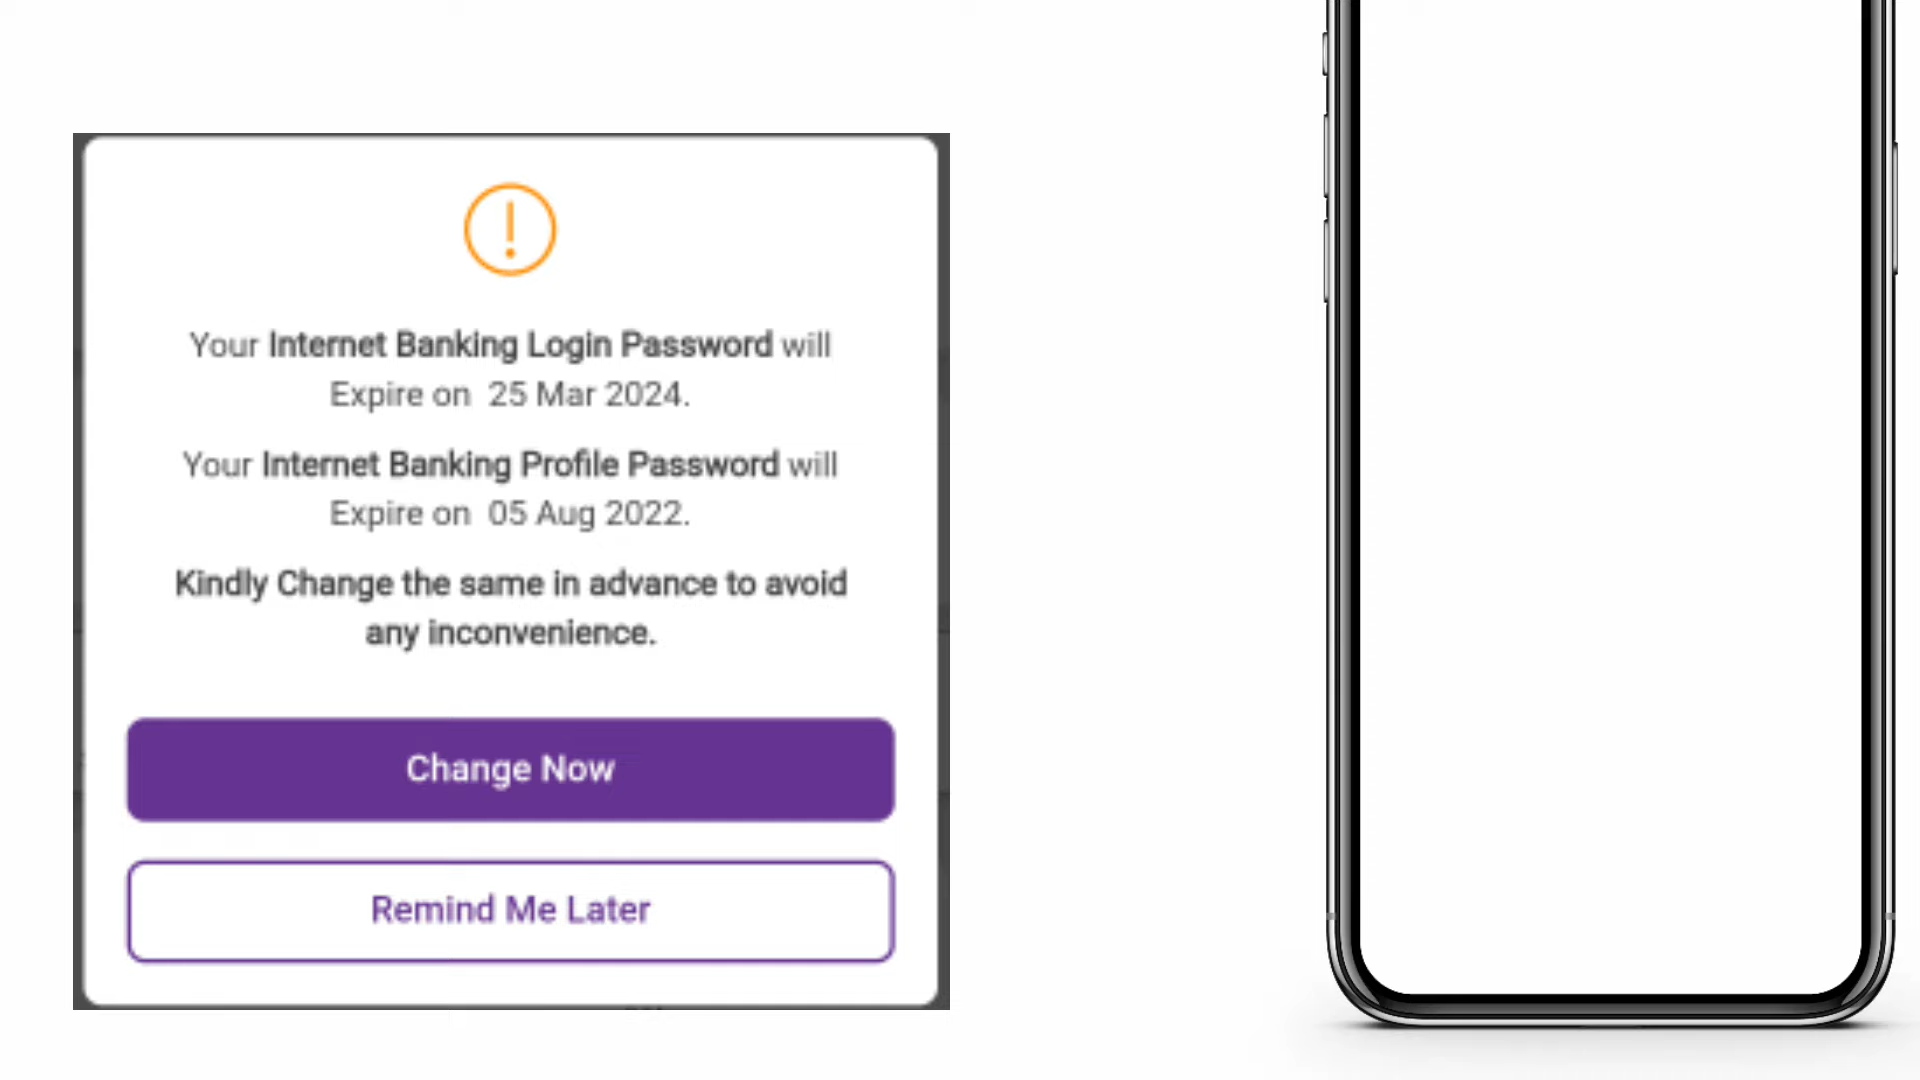 Your Internet Banking Login Password will
Expire on 25 Mar 2024.
Your Internet Banking Profile Password will
Expire on 05 Aug 2022.
Kindly Change the same in advance to avoid
any inconvenience.
Change Now
Remind Me Later